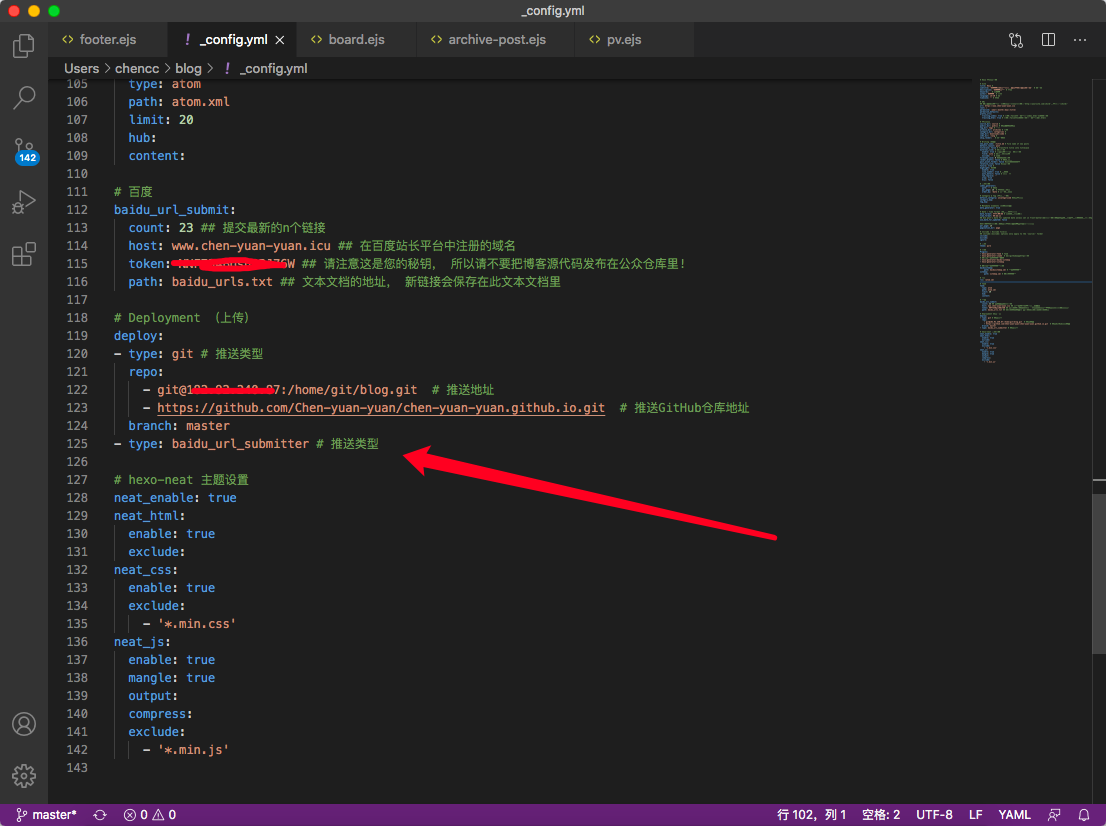 _config.yml
footer.ejs
! _config.yml ×
board.ejs
archive-post.ejs
pv.ejs
Users > chencc > blog > ! _config.yml
142
105 type: atom
106 path: atom.xml
107 limit: 20
108 hub:
109 content:
110
111 # 百度
112 baidu_url_submit:
113 count: 23 ## 提交最新的n个链接
114 host: www.chen-yuan-yuan.icu ## 在百度站长平台中注册的域名
115 token: ## 请注意这是您的秘钥， 所以请不要把博客源代码发布在公众仓库里!
116 path: baidu_urls.txt ## 文本文档的地址， 新链接会保存在此文本文档里
117
118 # Deployment （上传）
119 deploy:
120 - type: git # 推送类型
121 repo:
122 - git@ :/home/git/blog.git # 推送地址
123 - https://github.com/Chen-yuan-yuan/chen-yuan-yuan.github.io.git # 推送GitHub仓库地址
124 branch: master
125 - type: baidu_url_submitter # 推送类型
126
127 # hexo-neat 主题设置
128 neat_enable: true
129 neat_html:
130 enable: true
131 exclude:
132 neat_css:
133 enable: true
134 exclude:
135 - '*.min.css'
136 neat_js:
137 enable: true
138 mangle: true
139 output:
140 compress:
141 exclude:
142 - '*.min.js'
143
master* 0 0 行 102，列 1 空格: 2 UTF-8 LF YAML